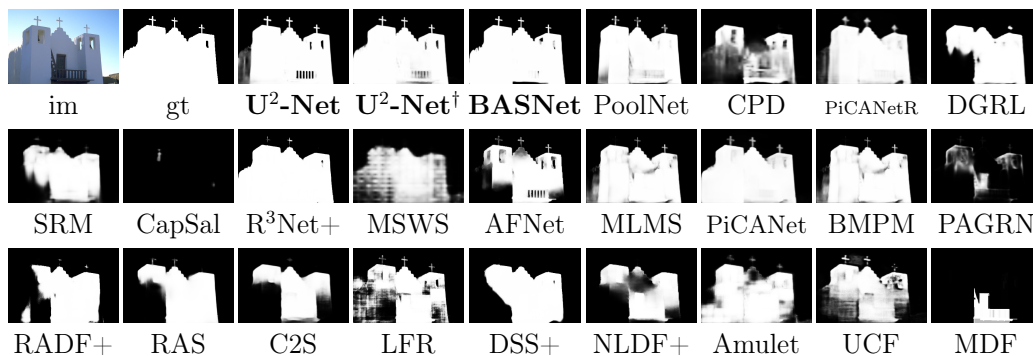 im gt U²-Net U²-Net† BASNet PoolNet CPD PiCANetR DGRL
SRM CapSal R³Net+ MSWS AFNet MLMS PiCANet BMPM PAGRN
RADF+ RAS C2S LFR DSS+ NLDF+ Amulet UCF MDF